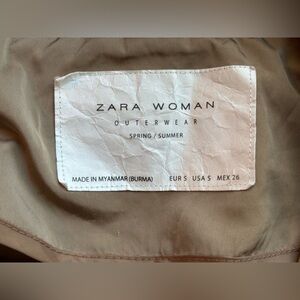 ZARA WOMAN
OUTERWEAR
SPRING / SUMMER
MADE IN MYANMAR (BURMA) EUR S USA S MEX 26